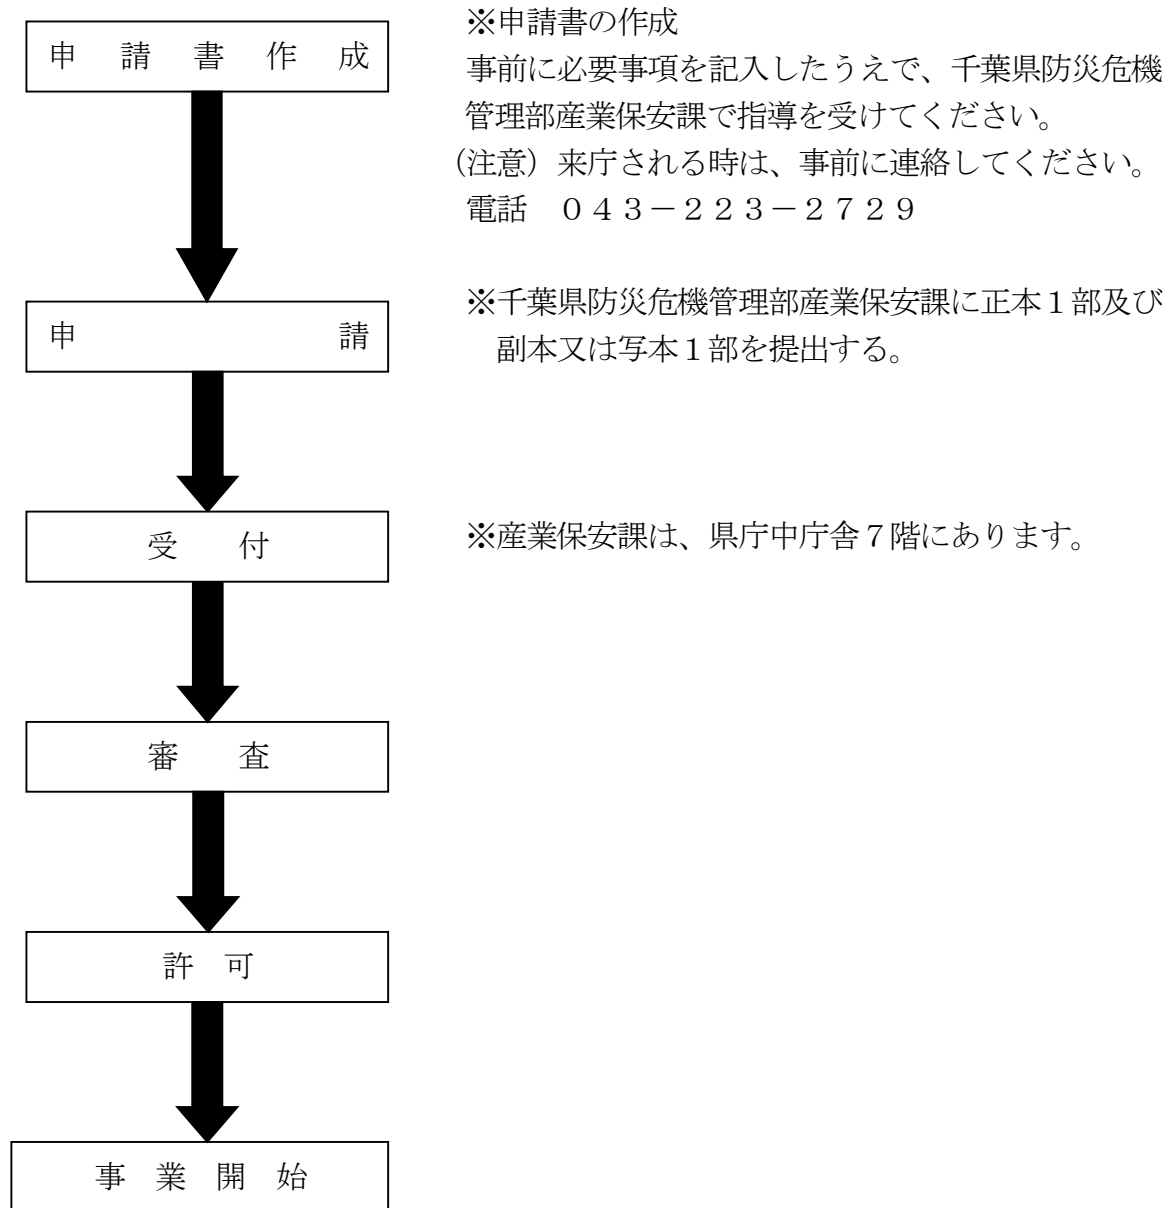 申請書作成
※申請書の作成
事前に必要事項を記入したうえで、千葉県防災危機
管理部産業保安課で指導を受けてください。
(注意)来庁される時は、事前に連絡してください。
電話　043-223-2729
申請
※千葉県防災危機管理部産業保安課に正本1部及び
副本又は写本1部を提出する。
受付
※産業保安課は、県庁中庁舎7階にあります。
審査
許可
事業開始